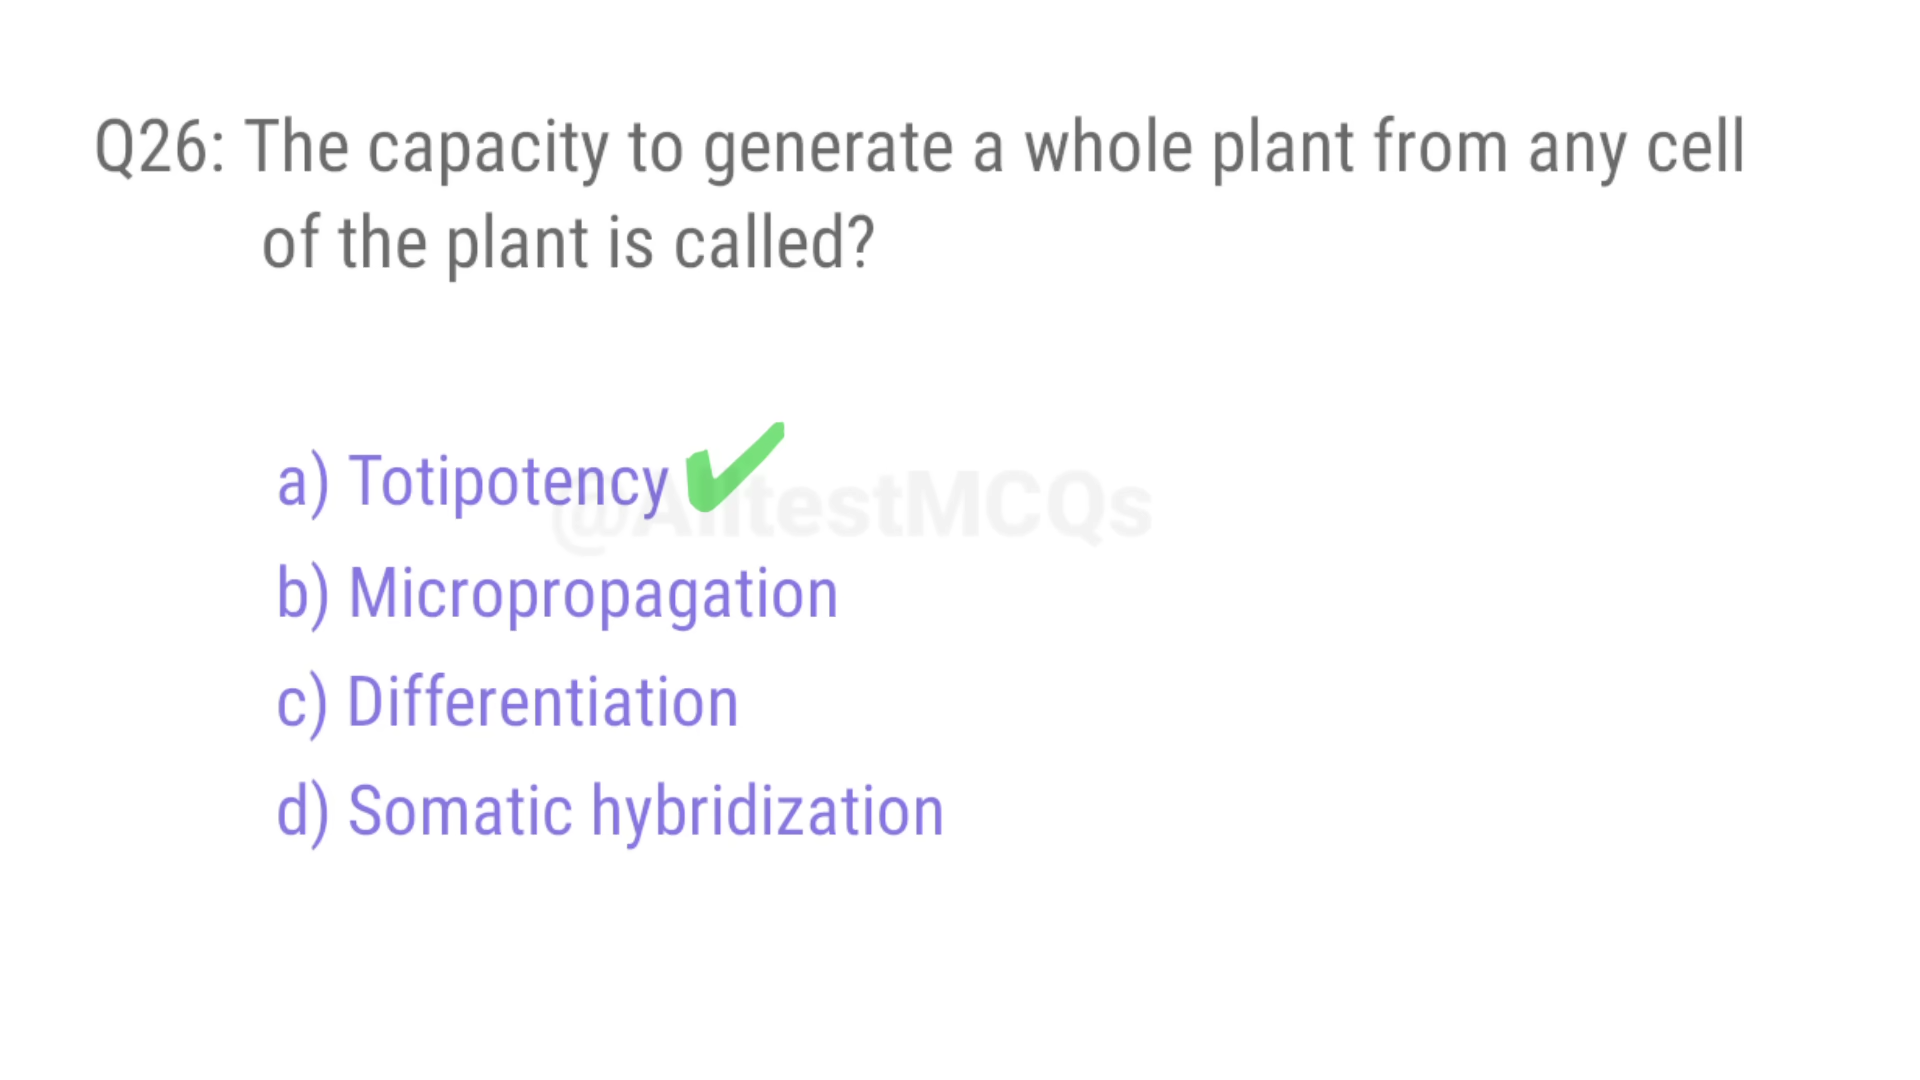 Q26: The capacity to generate a whole plant from any cell
of the plant is called?
a) Totipotency
@AlltestMCQs
b) Micropropagation
c) Differentiation
d) Somatic hybridization